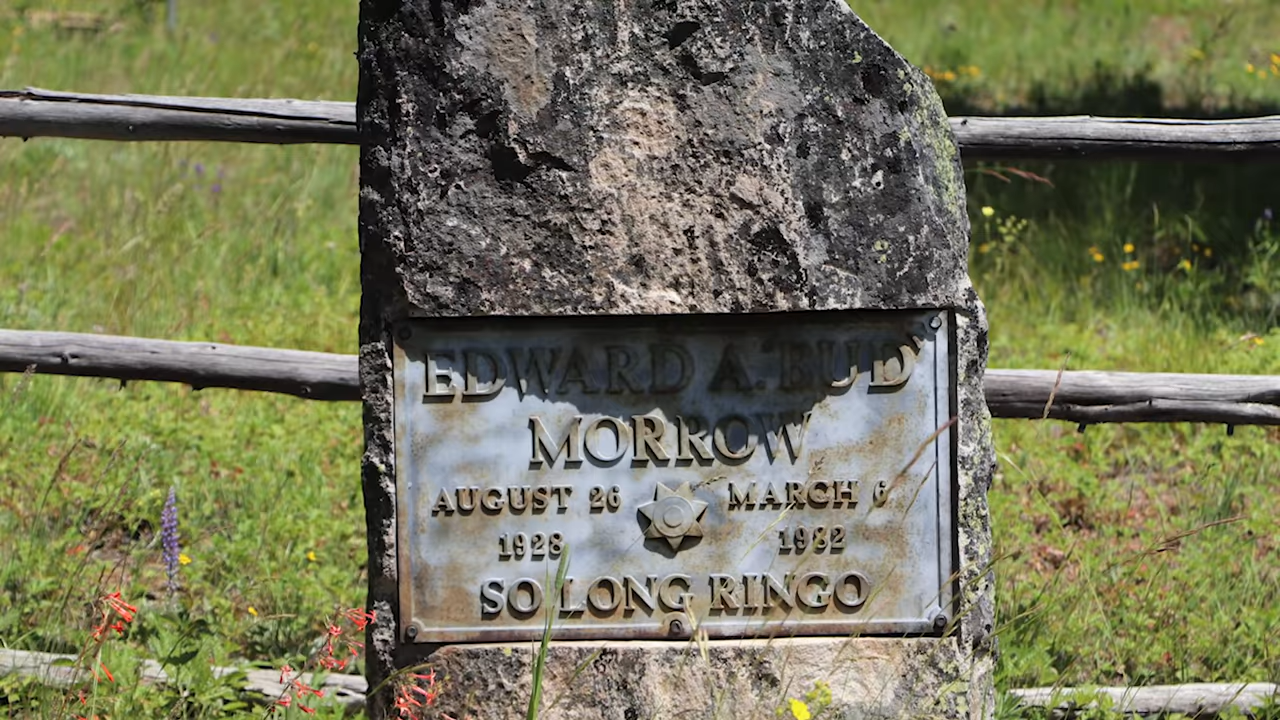 EDWARD A. "BUD"
MORROW
AUGUST 26 MARCH 6
1928 1982
SO LONG RINGO